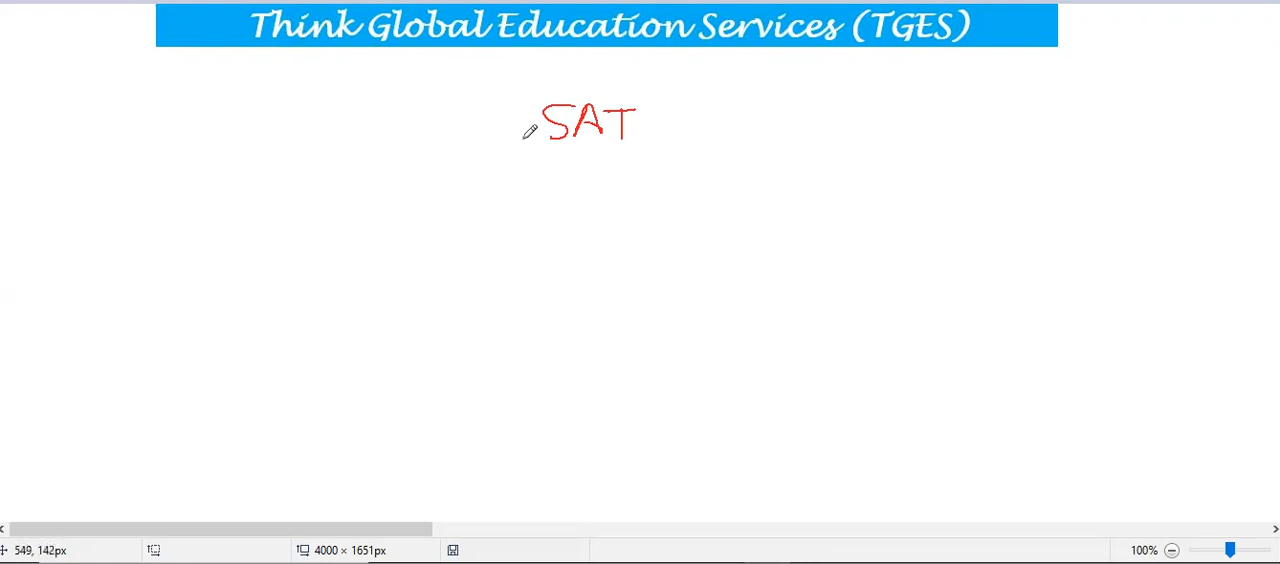 Think Global Education Services (TGES)
SAT
549, 142px
4000 × 1651px
100%